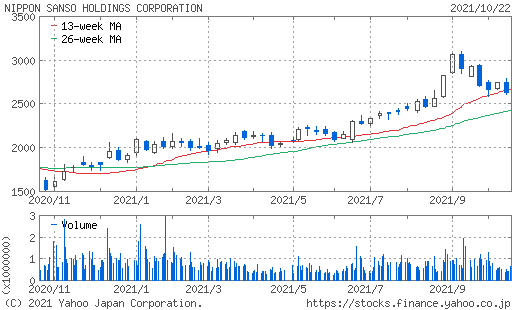 NIPPON SANSO HOLDINGS CORPORATION 2021/10/22
3500
13-week MA
26-week MA
3000
2500
2000
1500
2020/11 2021/1 2021/3 2021/5 2021/7 2021/9
3
Volume
2
1
0
(x1000000)
2020/11 2021/1 2021/3 2021/5 2021/7 2021/9
(C) 2021 Yahoo Japan Corporation. https://stocks.finance.yahoo.co.jp/